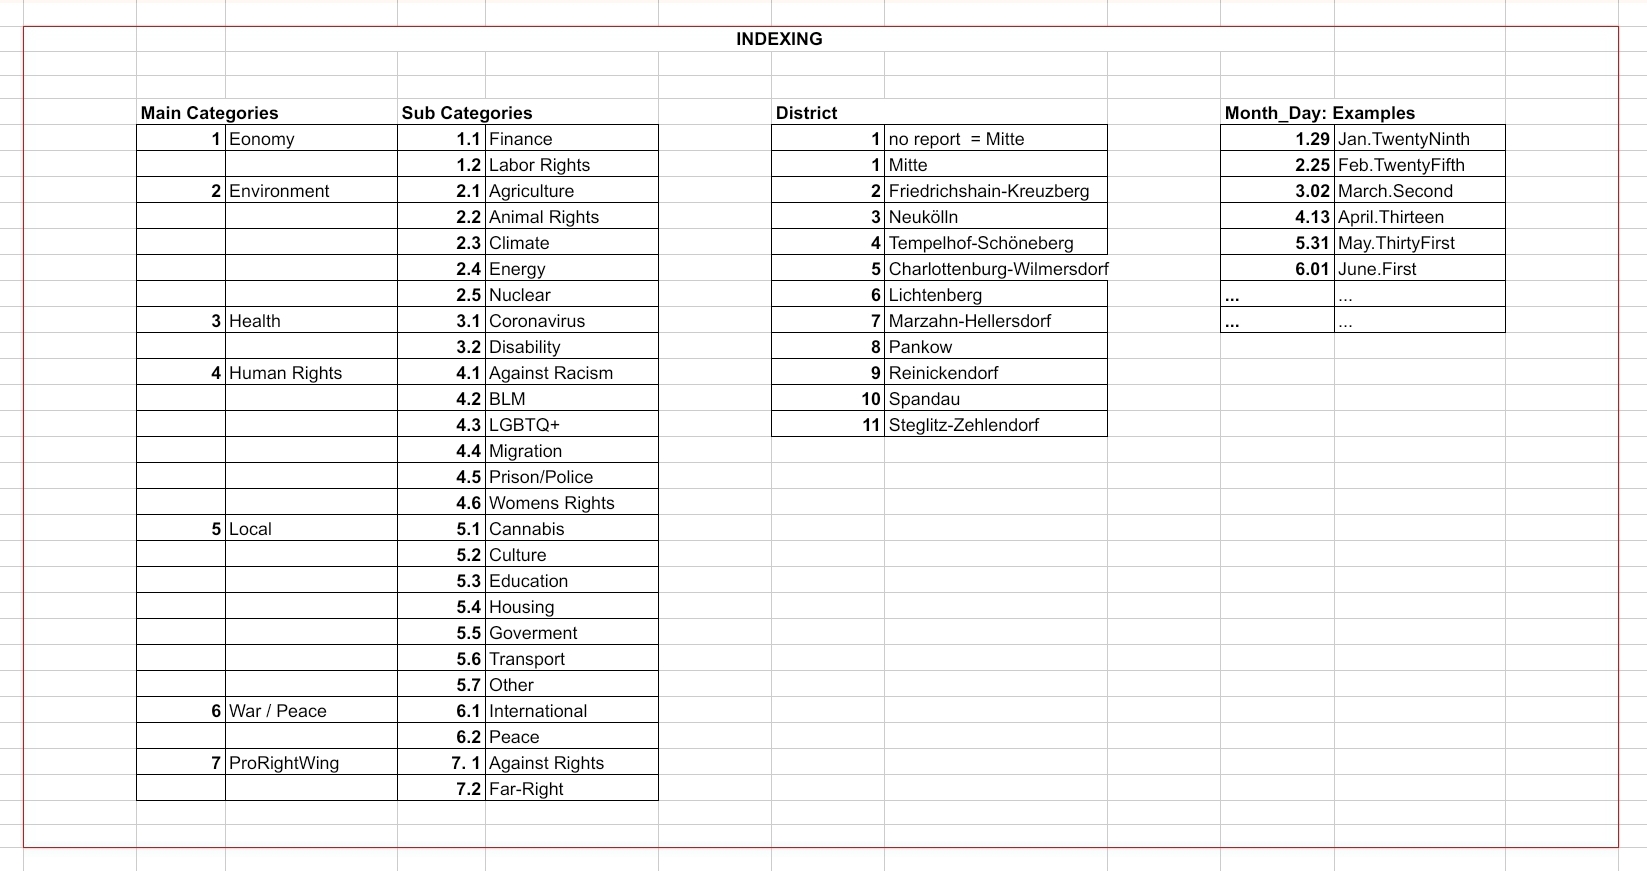 INDEXING
Main Categories Sub Categories District Month_Day: Examples
1 Eonomy 1.1 Finance 1 no report = Mitte 1.29 Jan.TwentyNinth
1.2 Labor Rights 1 Mitte 2.25 Feb.TwentyFifth
2 Environment 2.1 Agriculture 2 Friedrichshain-Kreuzberg 3.02 March.Second
2.2 Animal Rights 3 Neukölln 4.13 April.Thirteen
2.3 Climate 4 Tempelhof-Schöneberg 5.31 May.ThirtyFirst
2.4 Energy 5 Charlottenburg-Wilmersdorf 6.01 June.First
2.5 Nuclear 6 Lichtenberg ... ...
3 Health 3.1 Coronavirus 7 Marzahn-Hellersdorf ... ...
3.2 Disability 8 Pankow
4 Human Rights 4.1 Against Racism 9 Reinickendorf
4.2 BLM 10 Spandau
4.3 LGBTQ+ 11 Steglitz-Zehlendorf
4.4 Migration
4.5 Prison/Police
4.6 Womens Rights
5 Local 5.1 Cannabis
5.2 Culture
5.3 Education
5.4 Housing
5.5 Goverment
5.6 Transport
5.7 Other
6 War / Peace 6.1 International
6.2 Peace
7 ProRightWing 7. 1 Against Rights
7.2 Far-Right